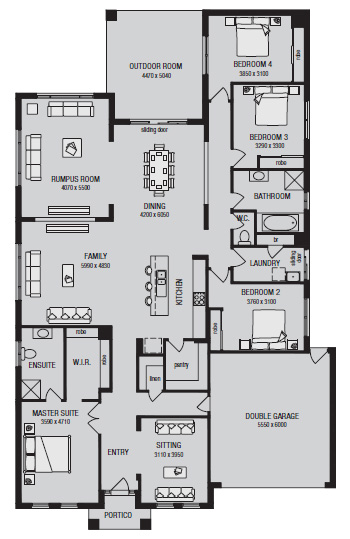 BEDROOM 4
3850 x 3100
robe
OUTDOOR ROOM
4470 x 5040
sliding door
BEDROOM 3
3290 x 3300
robe
RUMPUS ROOM
4070 x 5500
DINING
4200 x 6050
BATHROOM
W.C.
br
FAMILY
5990 x 4830
LAUNDRY
sliding
door
KITCHEN
BEDROOM 2
3760 x 3100
robe
robe
ENSUITE
W.I.R.
robe
pantry
linen
MASTER SUITE
3590 x 4710
DOUBLE GARAGE
5550 x 6000
SITTING
3110 x 3950
ENTRY
PORTICO